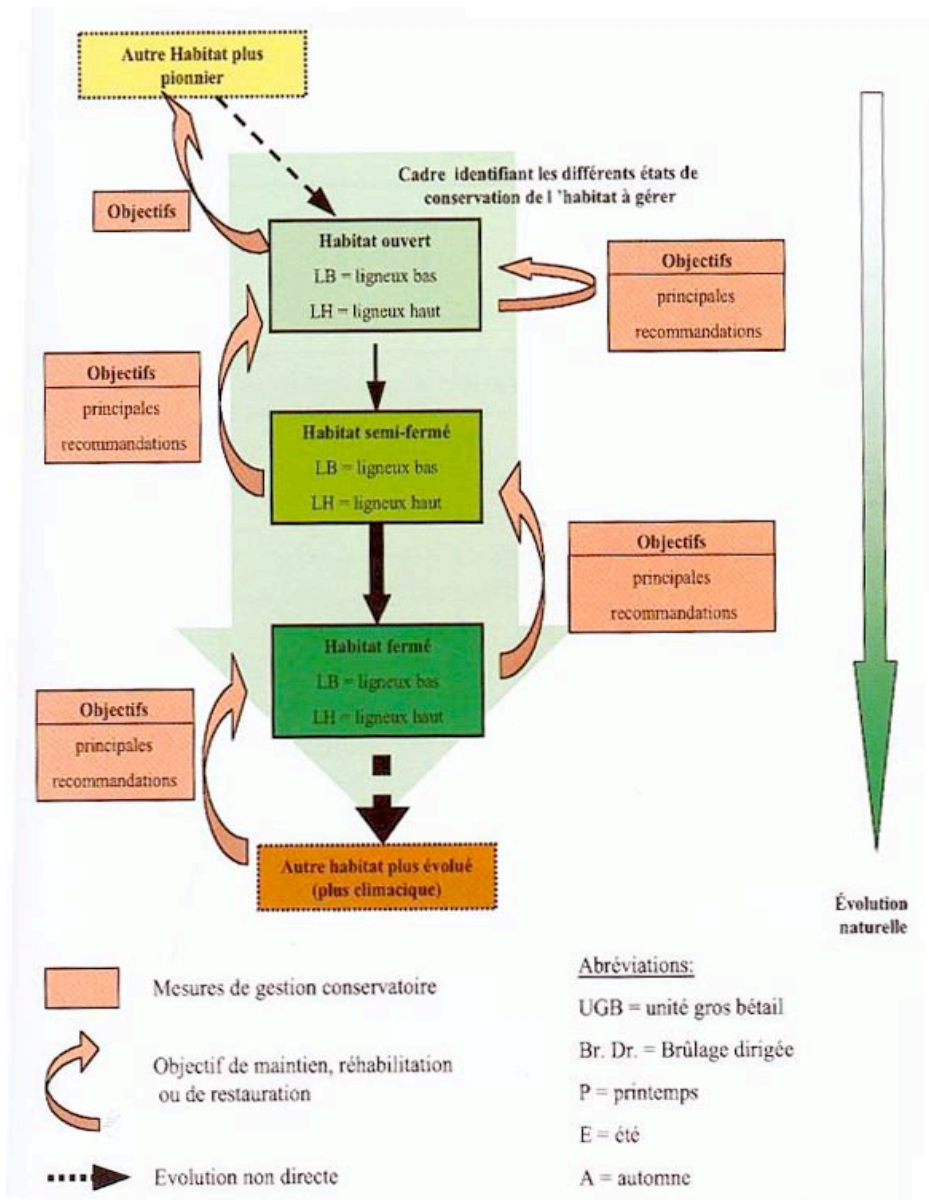 Autre Habitat plus
pionnier
Cadre identifiant les différents états de
conservation de l 'habitat à gérer
Objectifs
Habitat ouvert
LB = ligneux bas
LH = ligneux haut
Objectifs
principales
recommandations
Objectifs
principales
recommandations
Habitat semi-fermé
LB = ligneux bas
LH = ligneux haut
Objectifs
principales
recommandations
Habitat fermé
LB = ligneux bas
LH = ligneux haut
Objectifs
principales
recommandations
Autre habitat plus évolué
(plus climacique)
Évolution
naturelle
Mesures de gestion conservatoire
Objectif de maintien, réhabilitation
ou de restauration
Evolution non directe
Abréviations:
UGB = unité gros bétail
Br. Dr. = Brûlage dirigée
P = printemps
E = été
A = automne